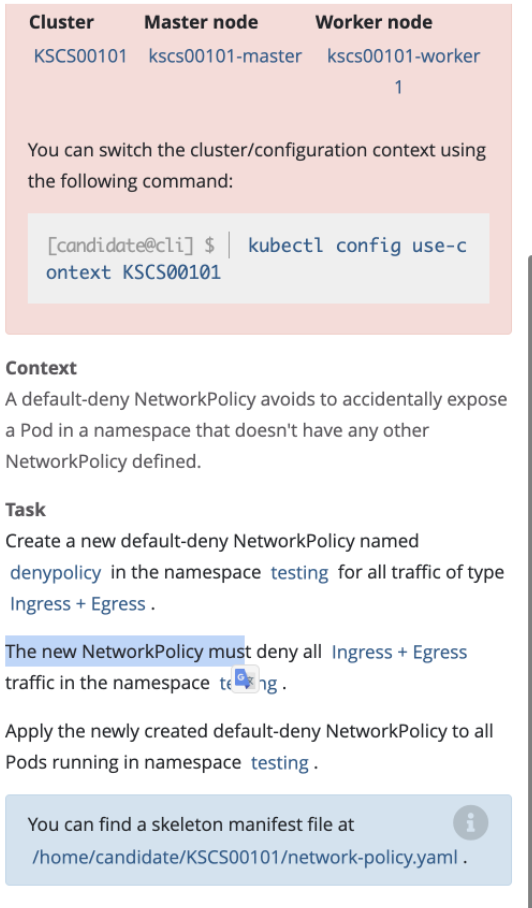 Cluster Master node Worker node
KSCS00101 kscs00101-master kscs00101-worker
1
You can switch the cluster/configuration context using
the following command:
[candidate@cli] $ | kubectl config use-c
ontext KSCS00101
Context
A default-deny NetworkPolicy avoids to accidentally expose
a Pod in a namespace that doesn't have any other
NetworkPolicy defined.
Task
Create a new default-deny NetworkPolicy named
denypolicy in the namespace testing for all traffic of type
Ingress + Egress .
The new NetworkPolicy must deny all Ingress + Egress
traffic in the namespace .
Apply the newly created default-deny NetworkPolicy to all
Pods running in namespace testing .
You can find a skeleton manifest file at
/home/candidate/KSCS00101/network-policy.yaml .